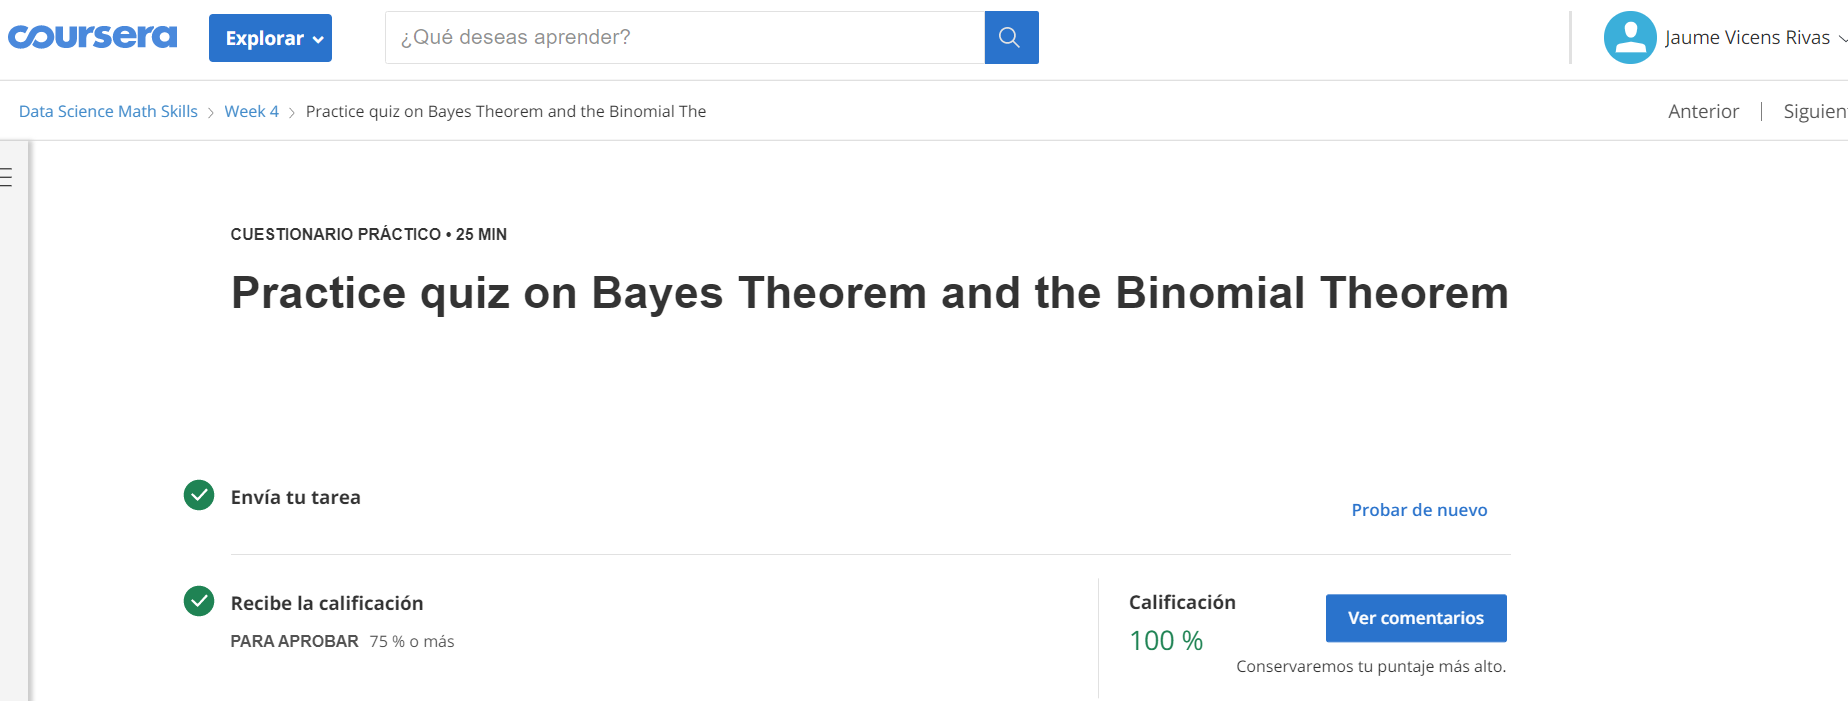 coursera
Explorar
¿Qué deseas aprender?
Jaume Vicens Rivas
Data Science Math Skills > Week 4 > Practice quiz on Bayes Theorem and the Binomial The
Anterior | Siguien
CUESTIONARIO PRÁCTICO • 25 MIN
Practice quiz on Bayes Theorem and the Binomial Theorem
Envía tu tarea
Probar de nuevo
Recibe la calificación
PARA APROBAR 75 % o más
Calificación
100 %
Ver comentarios
Conservaremos tu puntaje más alto.